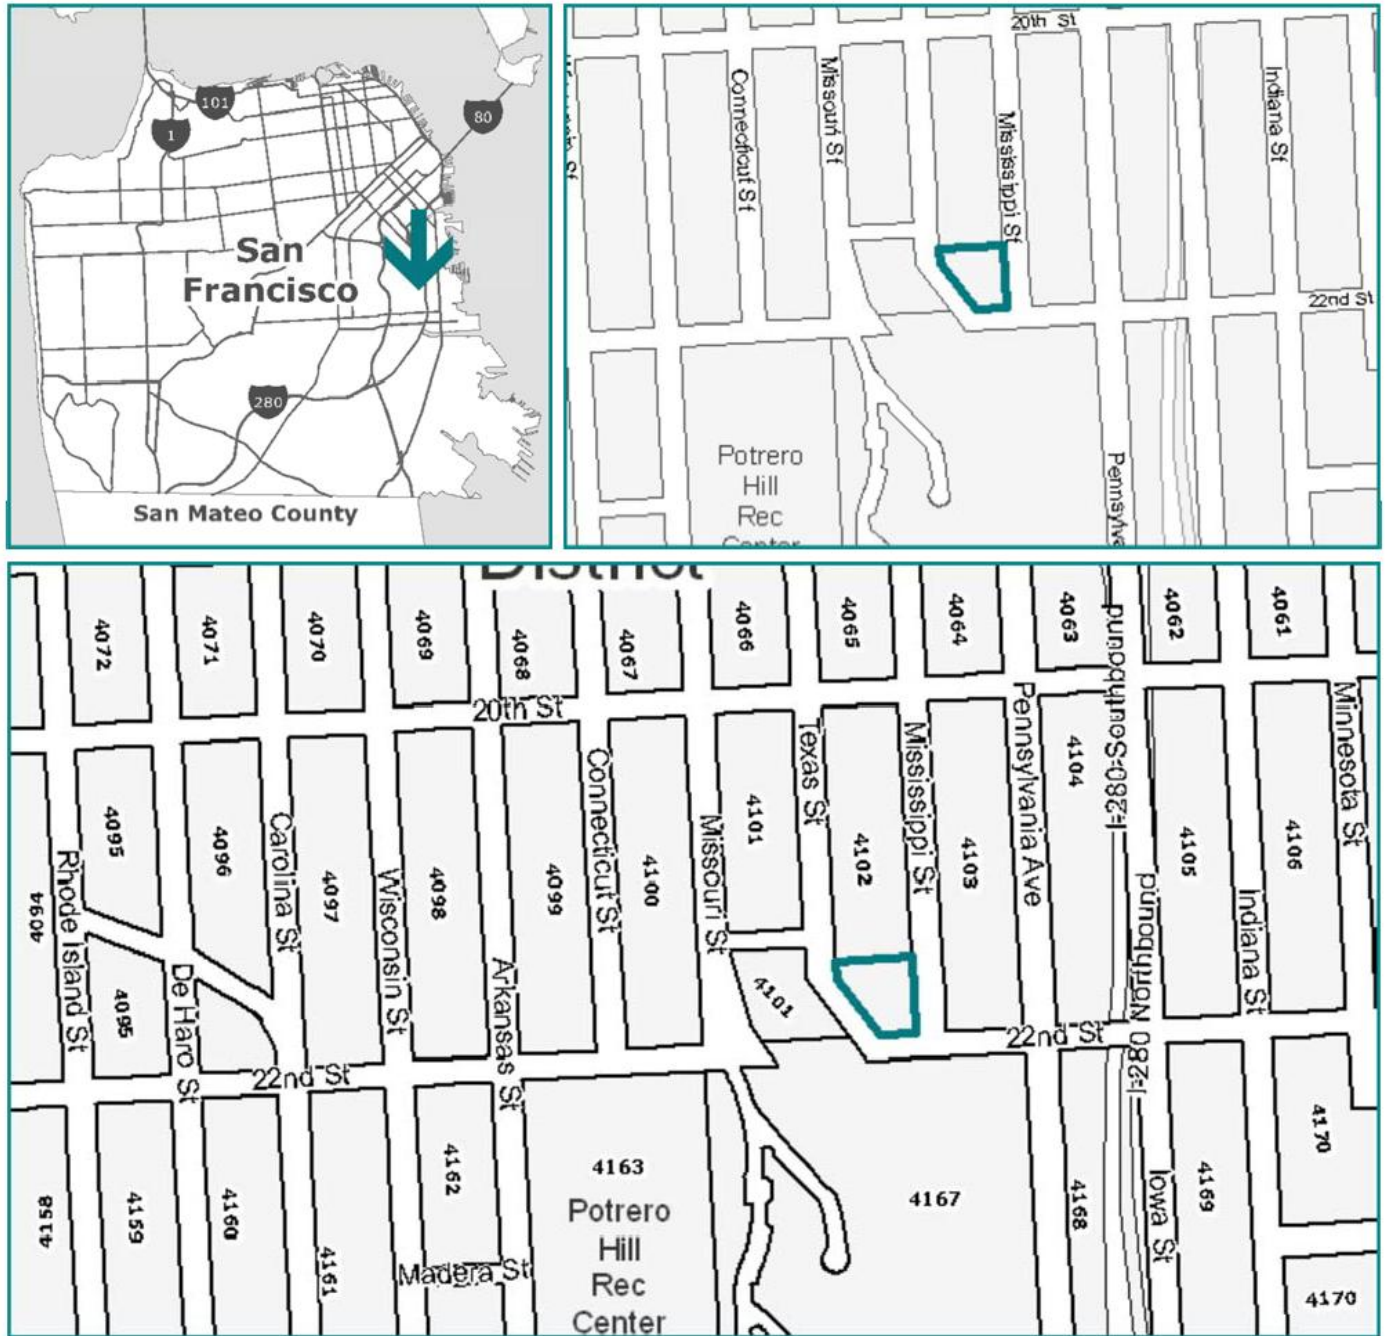 101
1
80
San
Francisco
280
San Mateo County
20th St
Connecticut St
Missouri St
Mississippi St
Indiana St
22nd St
Potrero
Hill
Rec
Center
Pennsylva
District
4072
4071
4070
4069
4068
4067
4066
4065
4064
4063
4062
4061
20th St
I-280 Southbound
4094
Rhode Island St
4095
4096
Carolina St
4097
Wisconsin St
4098
4099
Connecticut St
4100
Missouri St
4101
Texas St
4102
Mississippi St
4103
Pennsylvania Ave
4104
4105
4106
Minnesota St
4095
De Haro St
Arkansas St
4101
I-280 Northbound
Indiana St
22nd St
22nd St
4158
4159
4160
4161
4162
4163
4167
4168
Iowa St
4169
4170
Madera St
Potrero
Hill
Rec
Center
4170